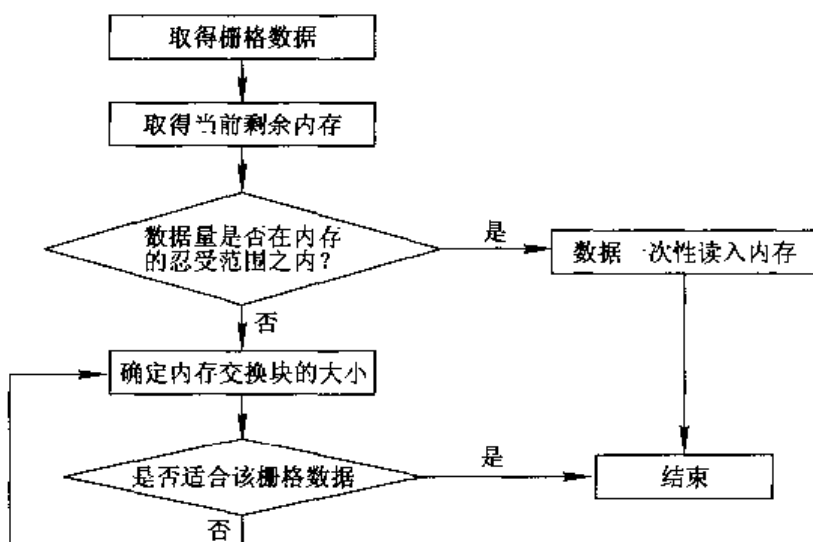 取得栅格数据
取得当前剩余内存
数据量是否在内存
的忍受范围之内?
是
数据一次性读入内存
否
确定内存交换块的大小
是否适合该栅格数据
是
结束
否